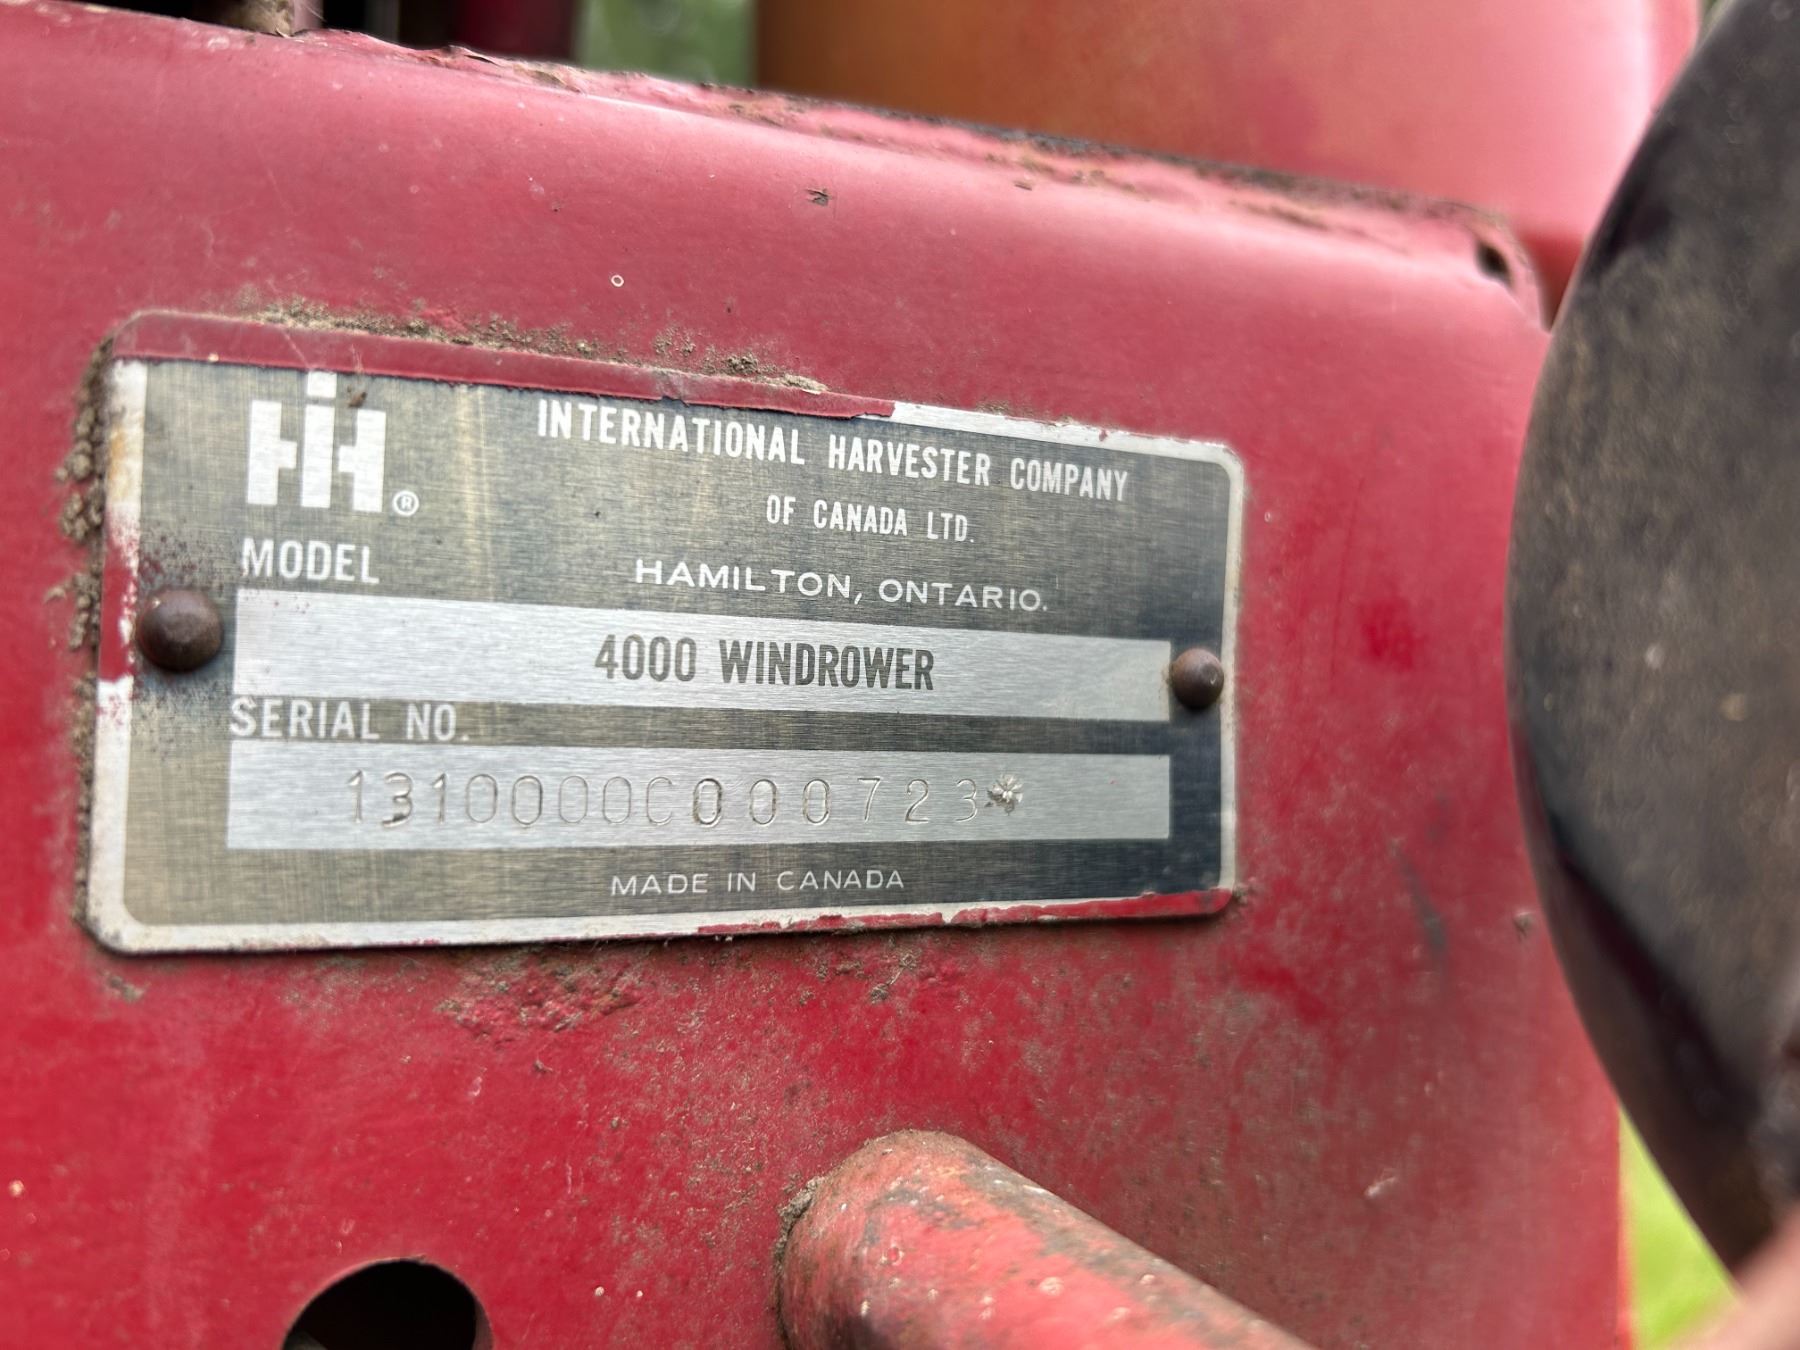 IH®
INTERNATIONAL HARVESTER COMPANY
OF CANADA LTD.
HAMILTON, ONTARIO.
MODEL
4000 WINDROWER
SERIAL NO.
1310000C000723*
MADE IN CANADA